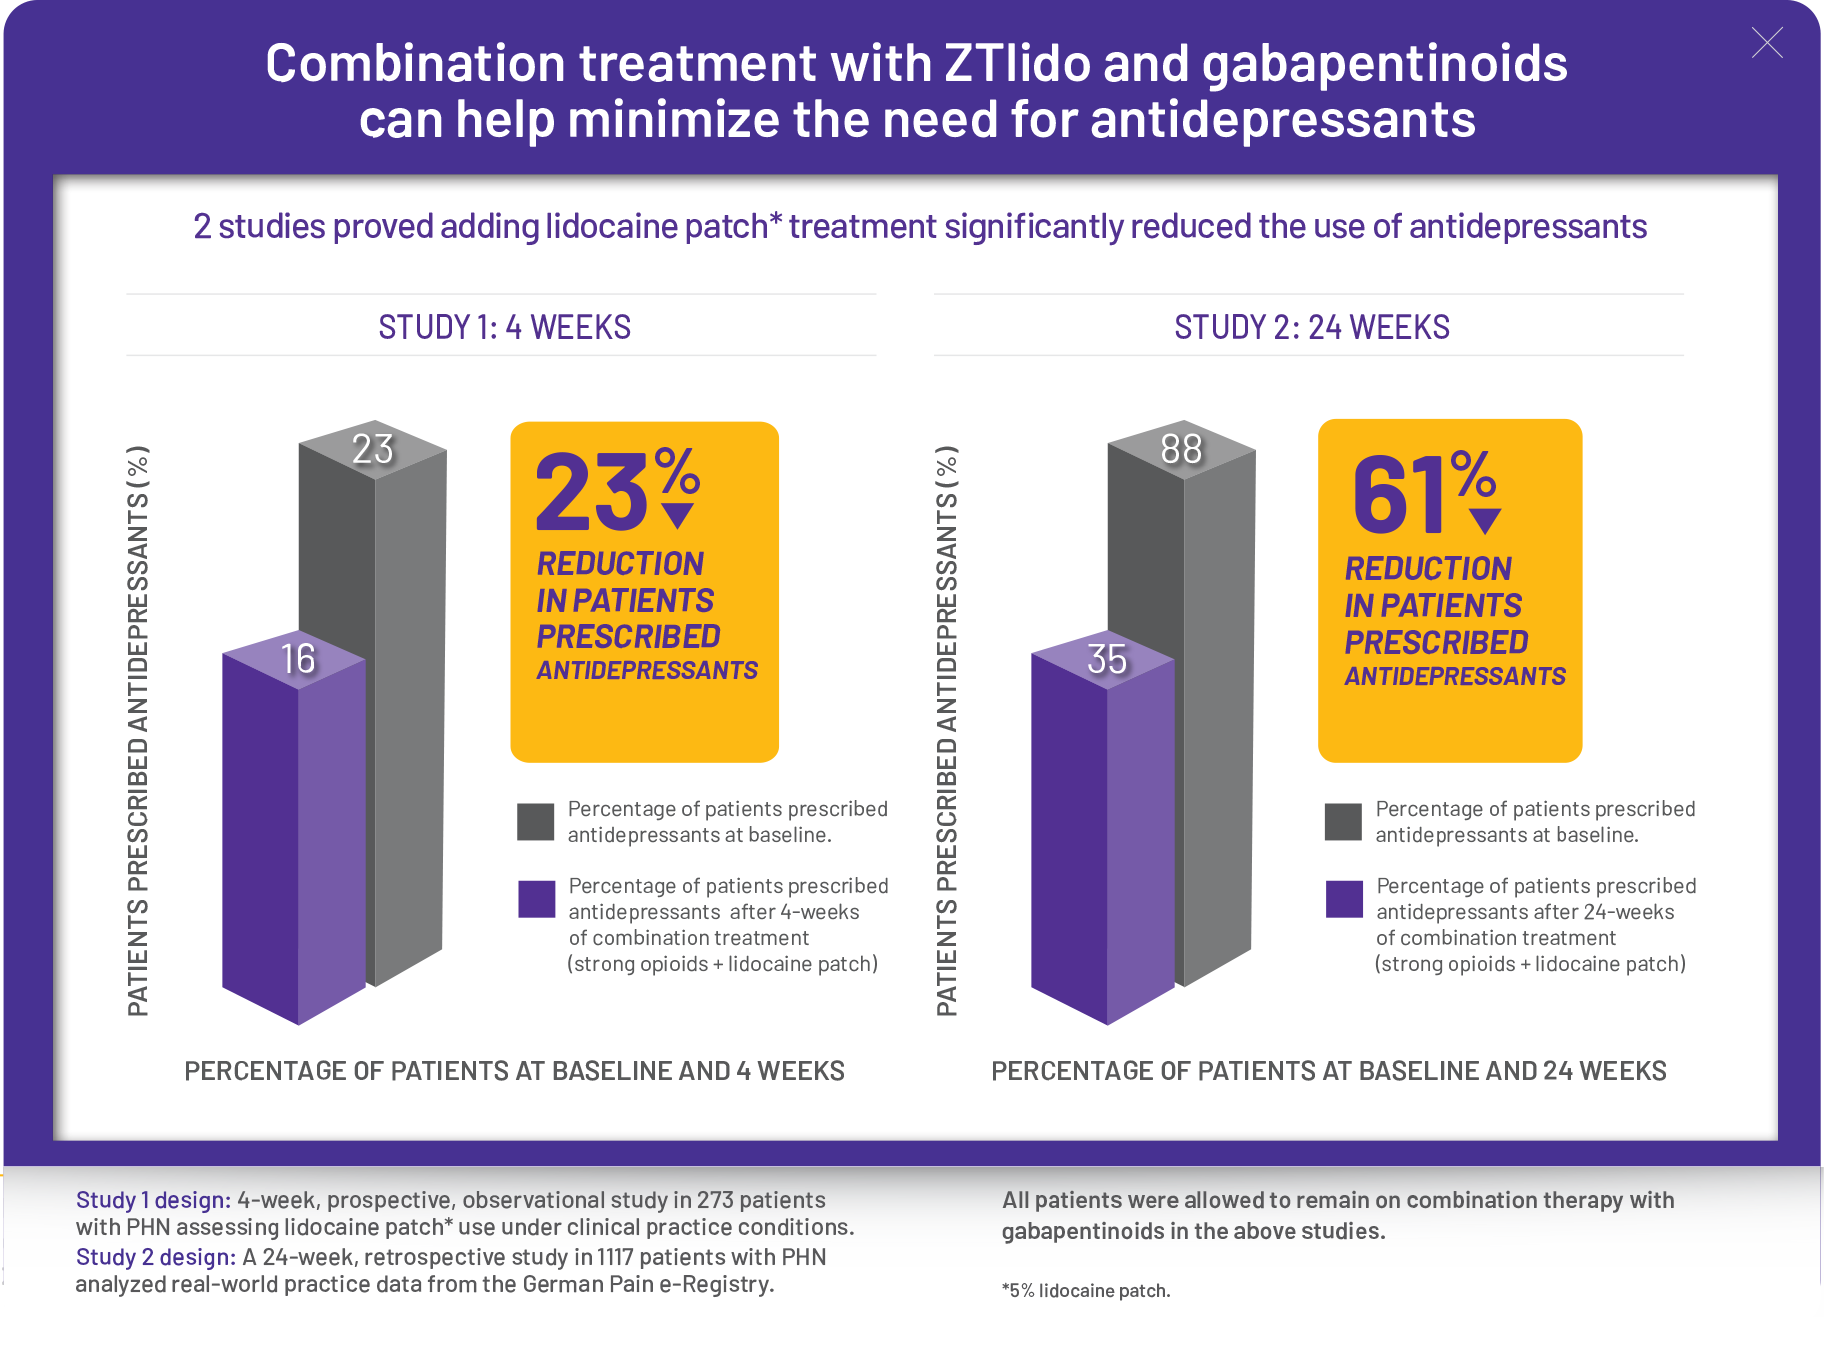 Combination treatment with ZTlido and gabapentinoids
can help minimize the need for antidepressants
2 studies proved adding lidocaine patch* treatment significantly reduced the use of antidepressants
STUDY 1: 4 WEEKS
PATIENTS PRESCRIBED ANTIDEPRESSANTS (%)
23
16
23%
REDUCTION
IN PATIENTS
PRESCRIBED
ANTIDEPRESSANTS
Percentage of patients prescribed
antidepressants at baseline.
Percentage of patients prescribed
antidepressants after 4-weeks
of combination treatment
(strong opioids + lidocaine patch)
PERCENTAGE OF PATIENTS AT BASELINE AND 4 WEEKS
STUDY 2: 24 WEEKS
PATIENTS PRESCRIBED ANTIDEPRESSANTS (%)
88
35
61%
REDUCTION
IN PATIENTS
PRESCRIBED
ANTIDEPRESSANTS
Percentage of patients prescribed
antidepressants at baseline.
Percentage of patients prescribed
antidepressants after 24-weeks
of combination treatment
(strong opioids + lidocaine patch)
PERCENTAGE OF PATIENTS AT BASELINE AND 24 WEEKS
Study 1 design: 4-week, prospective, observational study in 273 patients
with PHN assessing lidocaine patch* use under clinical practice conditions.
Study 2 design: A 24-week, retrospective study in 1117 patients with PHN
analyzed real-world practice data from the German Pain e-Registry.
All patients were allowed to remain on combination therapy with
gabapentinoids in the above studies.
*5% lidocaine patch.